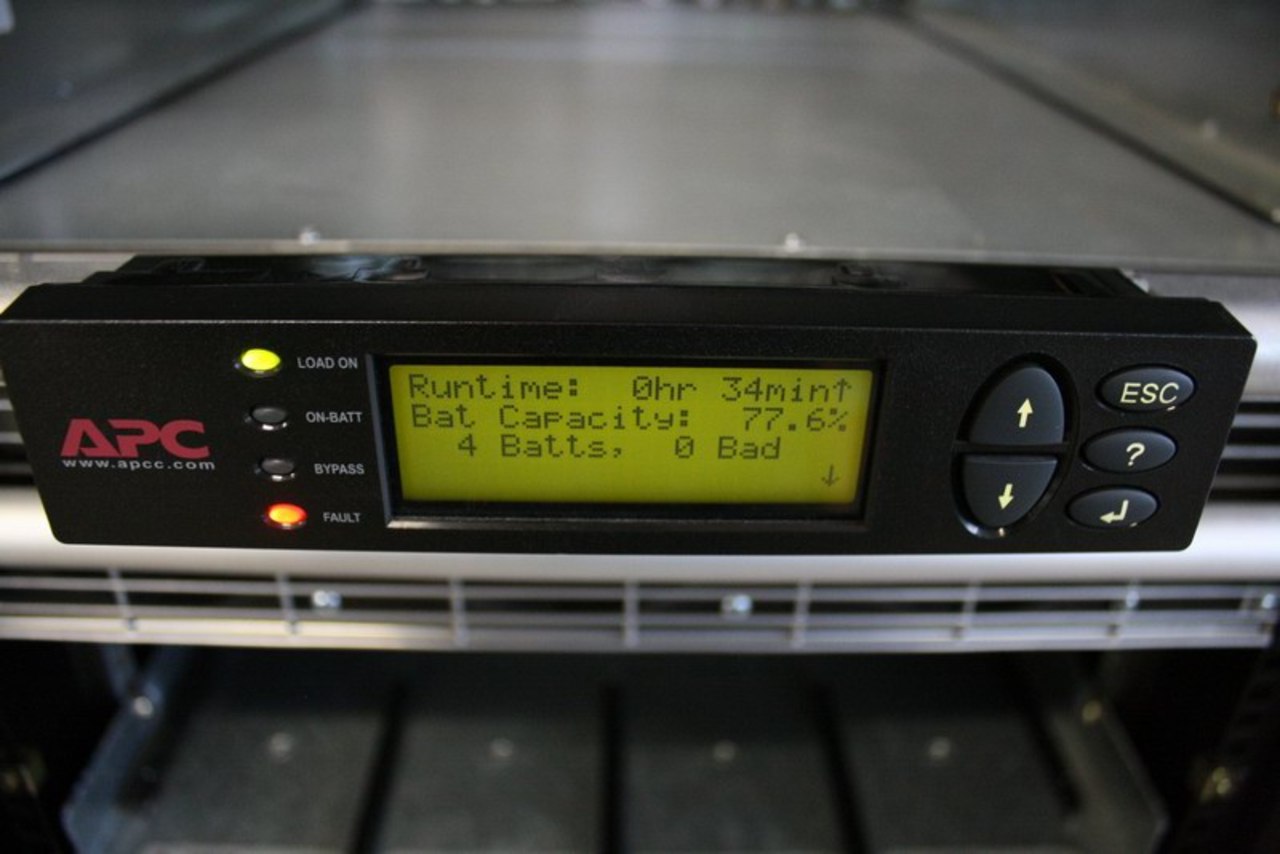 APC
www.apcc.com
LOAD ON
ON-BATT
BYPASS
FAULT
Runtime: 0hr 34min↑
Bat Capacity: 77.6%
4 Batts, 0 Bad
↓
↑
↓
ESC
?
↵